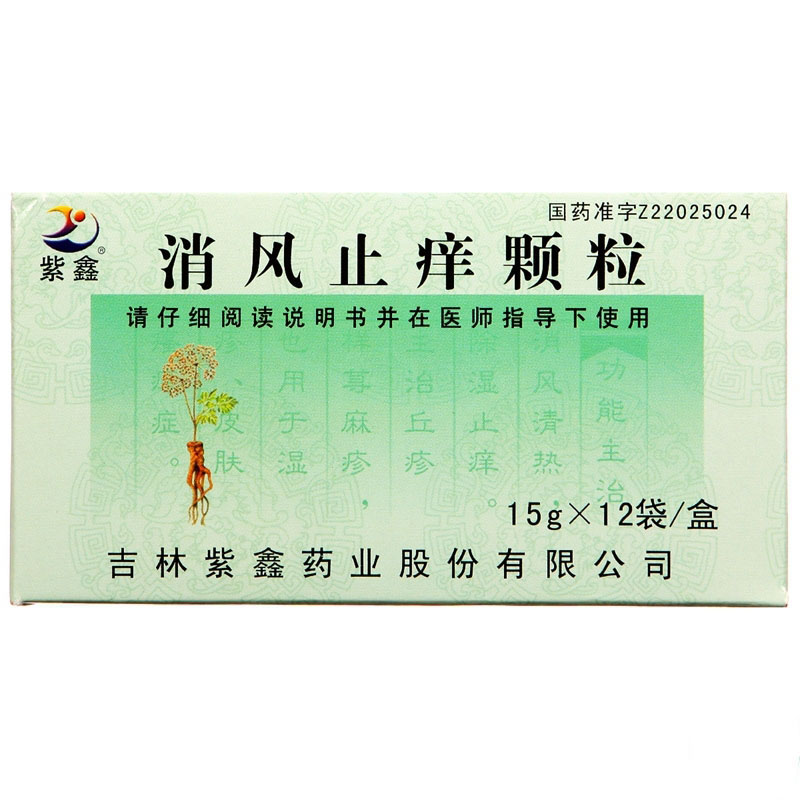 国药准字Z22025024
紫鑫®
消风止痒颗粒
请仔细阅读说明书并在医师指导下使用
功能主治
消风清热，
除湿止痒。
主治丘疹
样荨麻疹，
也用于湿
疹、皮肤
瘙痒症。
15g×12袋/盒
吉林紫鑫药业股份有限公司